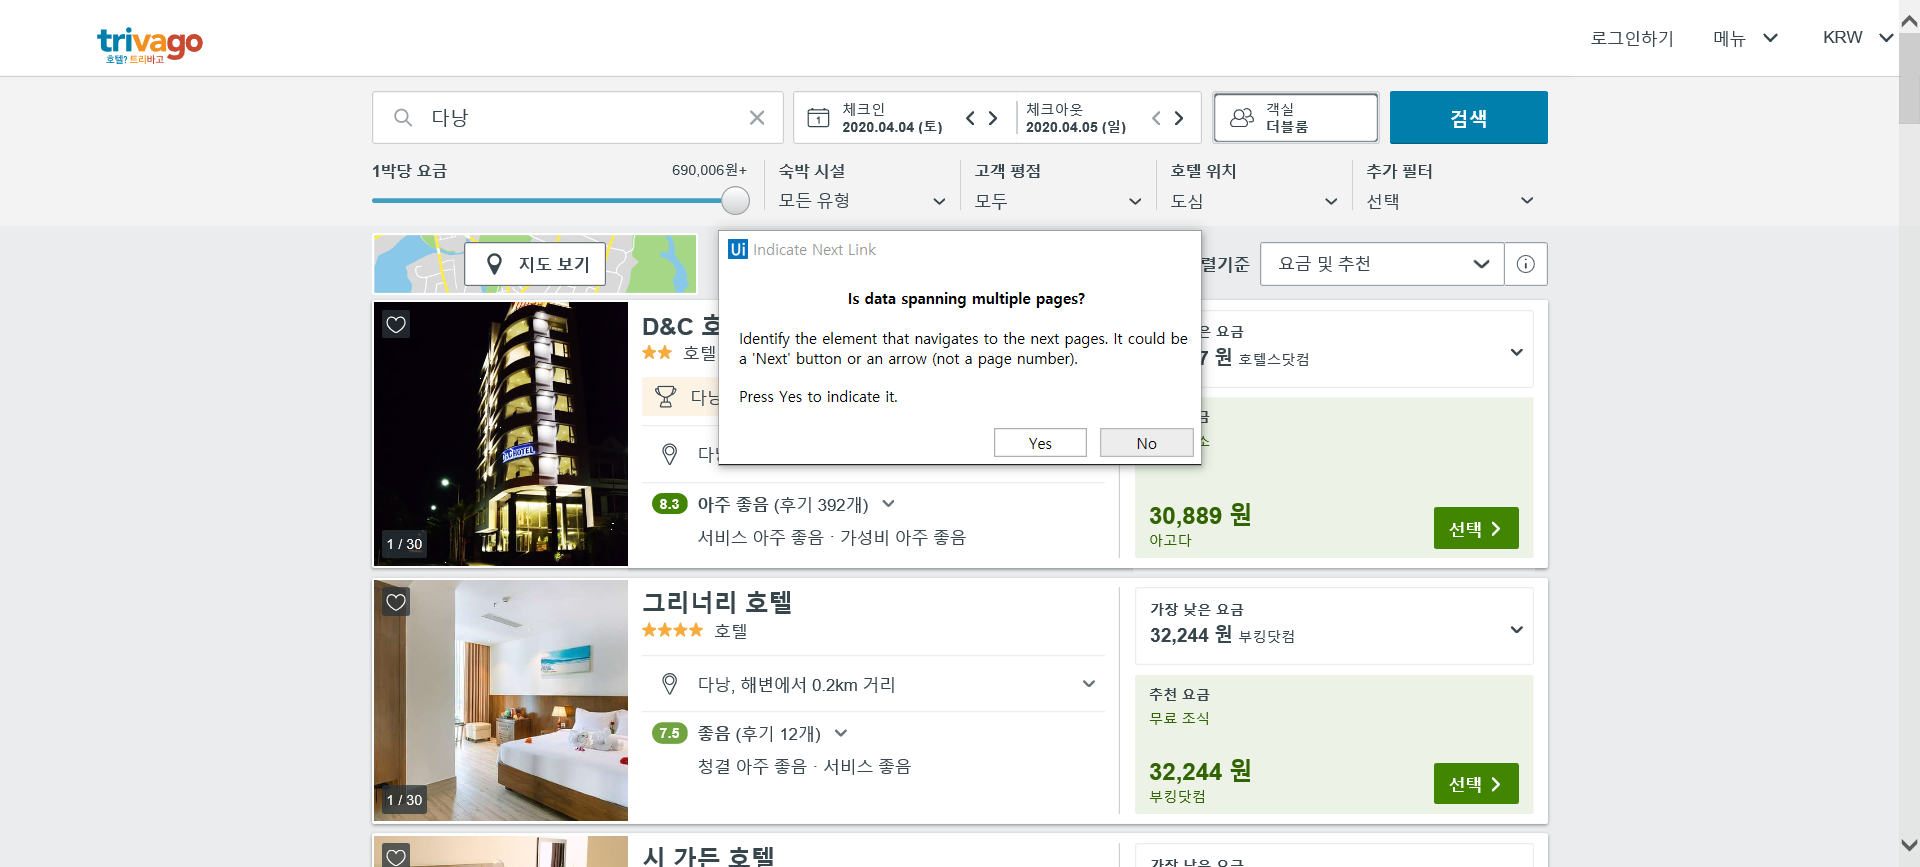 trivago
호텔? 트리바고
로그인하기
메뉴
KRW
다낭
체크인
2020.04.04 (토)
체크아웃
2020.04.05 (일)
객실
더블룸
검색
1박당 요금
690,006원+
숙박 시설
모든 유형
고객 평점
모두
호텔 위치
도심
추가 필터
선택
지도 보기
렬기준
요금 및 추천
Ui Indicate Next Link
Is data spanning multiple pages?
Identify the element that navigates to the next pages. It could be
a 'Next' button or an arrow (not a page number).
Press Yes to indicate it.
Yes
No
D&C 호
호텔
다낭
D&C HOTEL
1 / 30
8.3 아주 좋음 (후기 392개)
서비스 아주 좋음 · 가성비 아주 좋음
은 요금
7 원 호텔스닷컴
금
소
30,889 원
아고다
선택
그리너리 호텔
호텔
다낭, 해변에서 0.2km 거리
7.5 좋음 (후기 12개)
청결 아주 좋음 · 서비스 좋음
1 / 30
가장 낮은 요금
32,244 원 부킹닷컴
추천 요금
무료 조식
32,244 원
부킹닷컴
선택
시 가든 호텔
가장 낮은 요금